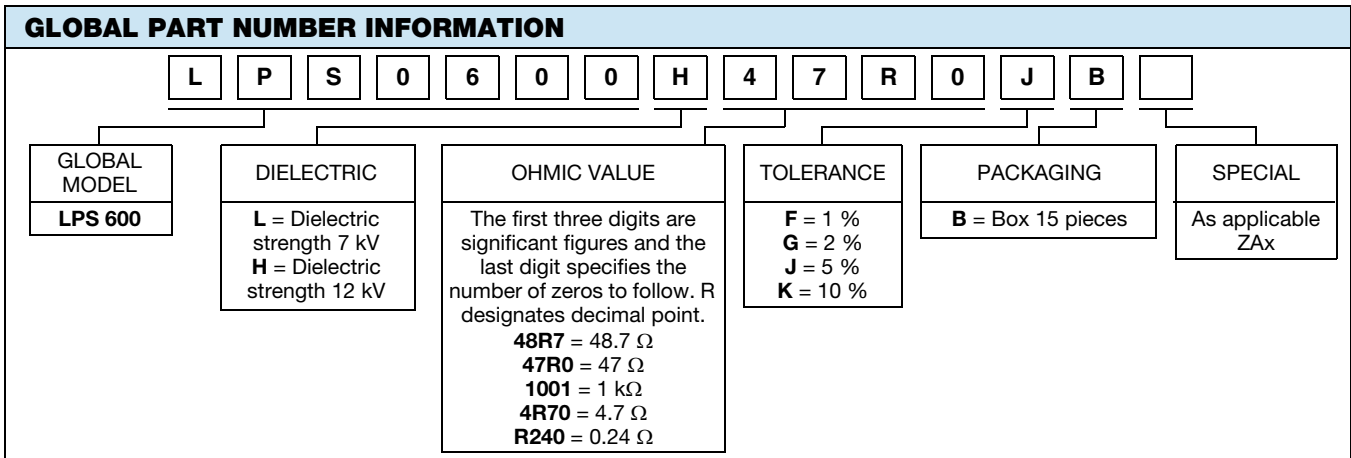 GLOBAL PART NUMBER INFORMATION
L P S 0 6 0 0 H 4 7 R 0 J B
GLOBAL
MODEL
LPS 600
DIELECTRIC
L = Dielectric
strength 7 kV
H = Dielectric
strength 12 kV
OHMIC VALUE
The first three digits are
significant figures and the
last digit specifies the
number of zeros to follow. R
designates decimal point.
48R7 = 48.7 Ω
47R0 = 47 Ω
1001 = 1 kΩ
4R70 = 4.7 Ω
R240 = 0.24 Ω
TOLERANCE
F = 1 %
G = 2 %
J = 5 %
K = 10 %
PACKAGING
B = Box 15 pieces
SPECIAL
As applicable
ZAx